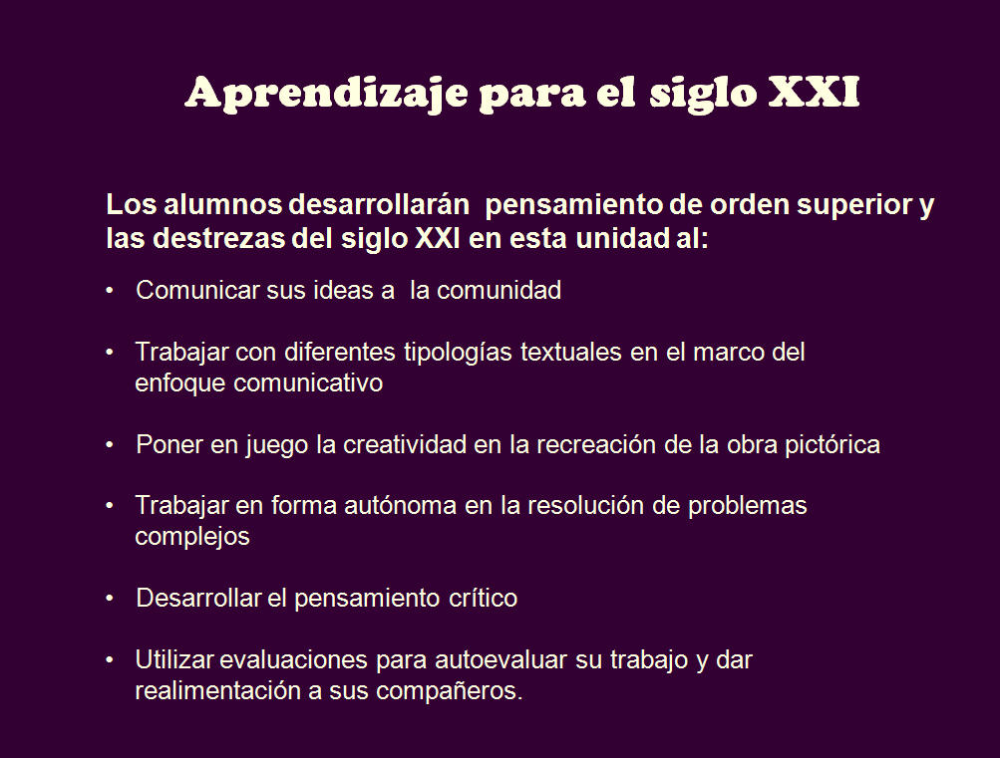 Aprendizaje para el siglo XXI
Los alumnos desarrollarán  pensamiento de orden superior y
las destrezas del siglo XXI en esta unidad al:
• Comunicar sus ideas a  la comunidad
• Trabajar con diferentes tipologías textuales en el marco del
enfoque comunicativo
• Poner en juego la creatividad en la recreación de la obra pictórica
• Trabajar en forma autónoma en la resolución de problemas
complejos
• Desarrollar el pensamiento crítico
• Utilizar evaluaciones para autoevaluar su trabajo y dar
realimentación a sus compañeros.